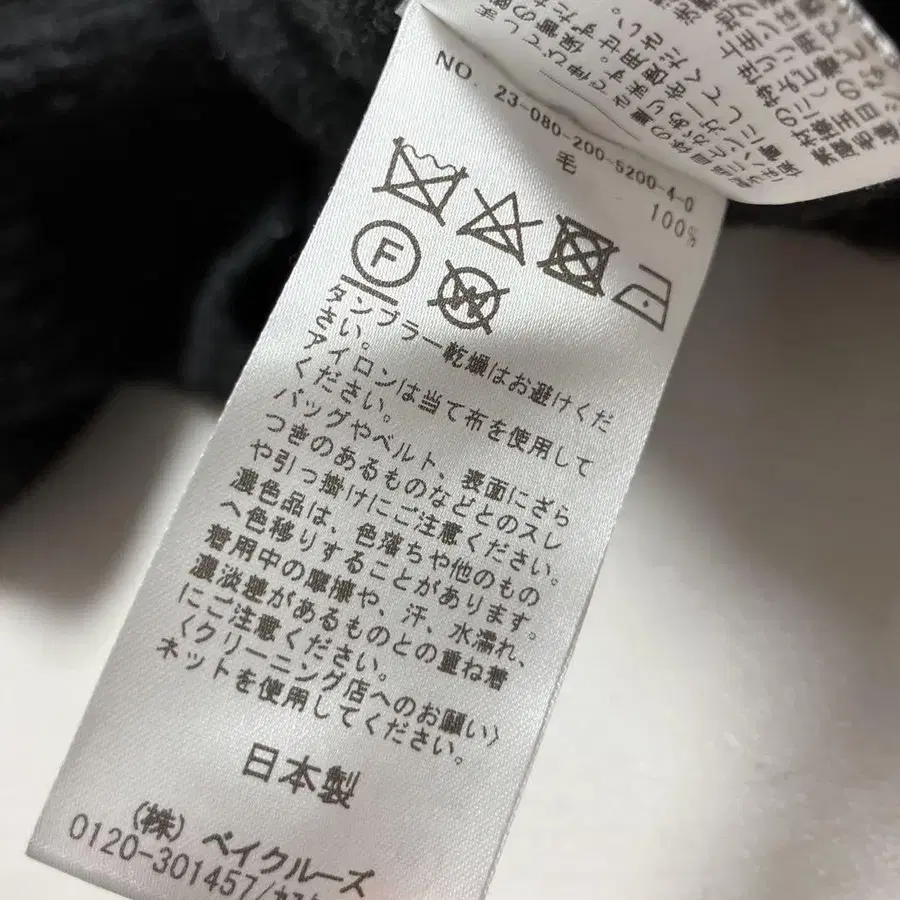 NO. 23-080-200-5200-4-0
毛 100%
F
W
タンブラー乾燥はお避けくだ
さい。
アイロンは当て布を使用して
ください。
バッグやベルト、表面にざら
つきのあるものなどとのスレ
や引っ掛けにご注意ください。
濃色品は、色落ちや他のもの
へ色移りすることがあります。
着用中の摩擦や、汗、水濡れ、
濃淡差があるものとの重ね着
にご注意ください。
〈クリーニング店へのお願い〉
ネットを使用してください。
日本製
(株) ベイクルーズ
0120-301457/カスタ